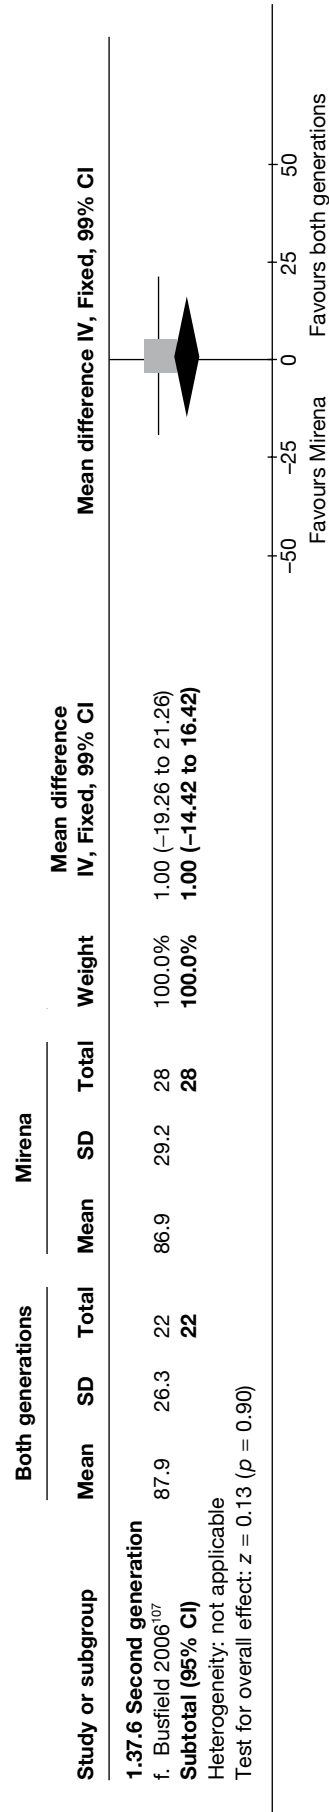 Both generations Mirena Mean difference
Study or subgroup Mean SD Total Mean SD Total Weight IV, Fixed, 99% CI Mean difference IV, Fixed, 99% CI
1.37.6 Second generation
f. Busfield 2006107 87.9 26.3 22 86.9 29.2 28 100.0% 1.00 (−19.26 to 21.26)
Subtotal (95% CI) 22 28 100.0% 1.00 (−14.42 to 16.42)
Heterogeneity: not applicable
Test for overall effect: z = 0.13 (p = 0.90)
−50 −25 0 25 50
Favours Mirena Favours both generations